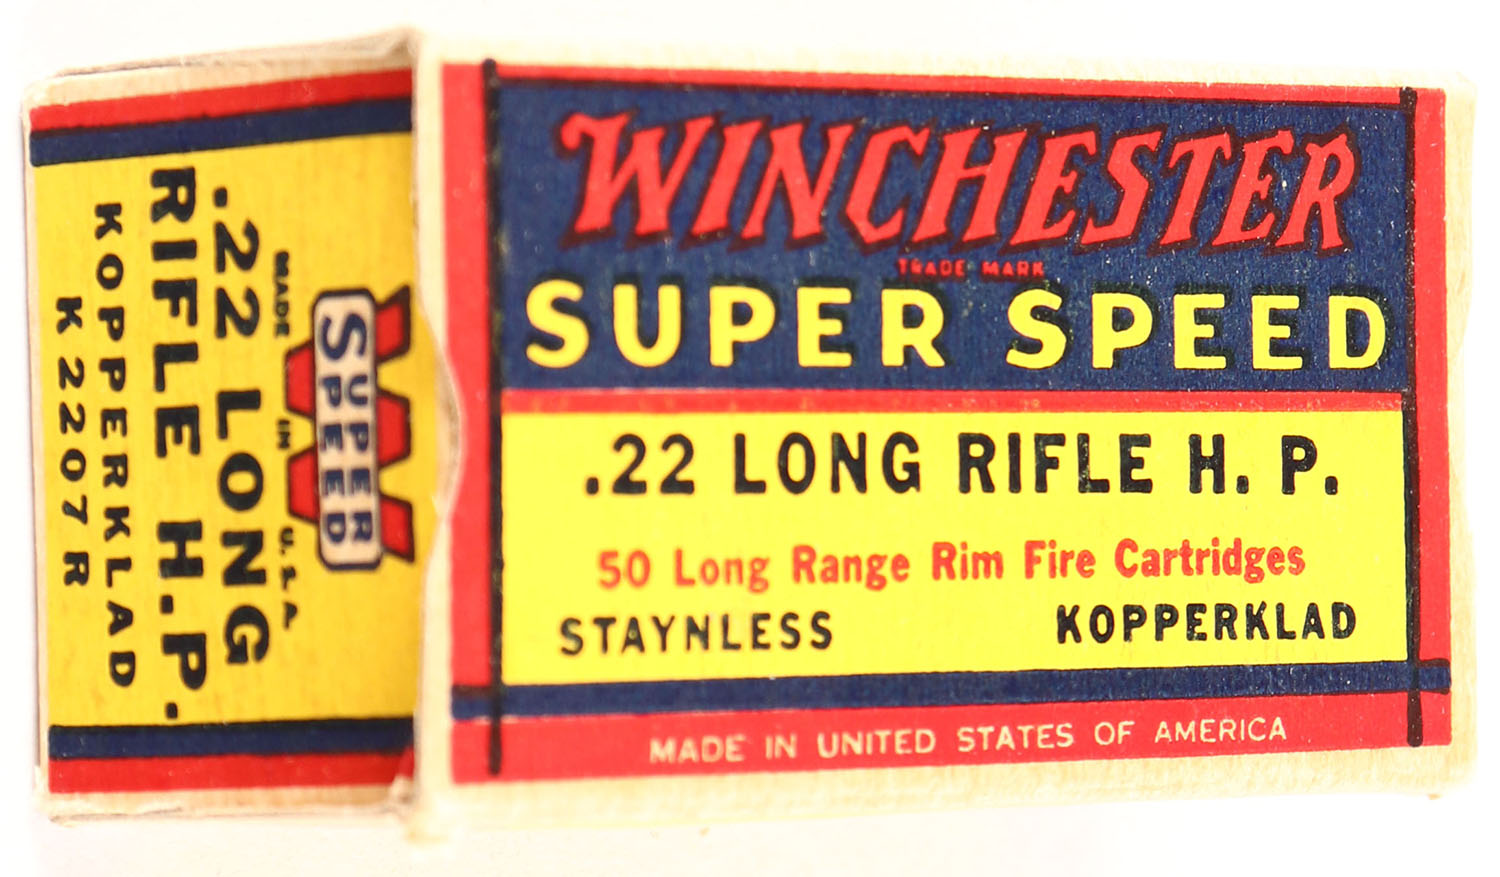 WINCHESTER
TRADE MARK
SUPER SPEED
.22 LONG RIFLE H. P.
50 Long Range Rim Fire Cartridges
STAYNLESS KOPPERKLAD
MADE IN UNITED STATES OF AMERICA
W
SUPER
SPEED
MADE IN U.S.A.
.22 LONG
RIFLE H.P.
KOPPERKLAD
K2207R